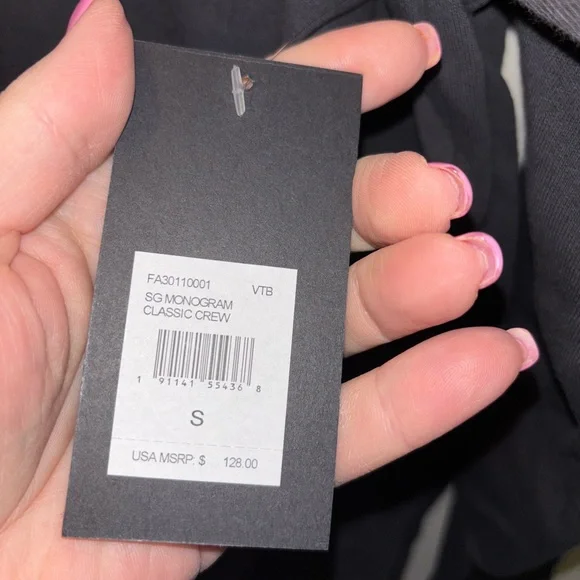 FA30110001 VTB
SG MONOGRAM
CLASSIC CREW
1 91141 55436 8
S
USA MSRP: $ 128.00